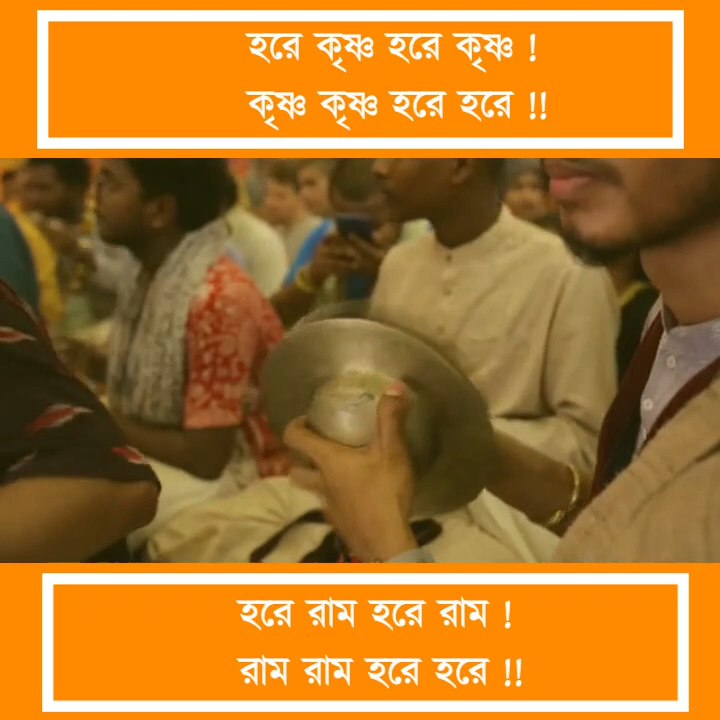 হরে কৃষ্ণ হরে কৃষ্ণ !
কৃষ্ণ কৃষ্ণ হরে হরে !!
হরে রাম হরে রাম !
রাম রাম হরে হরে !!